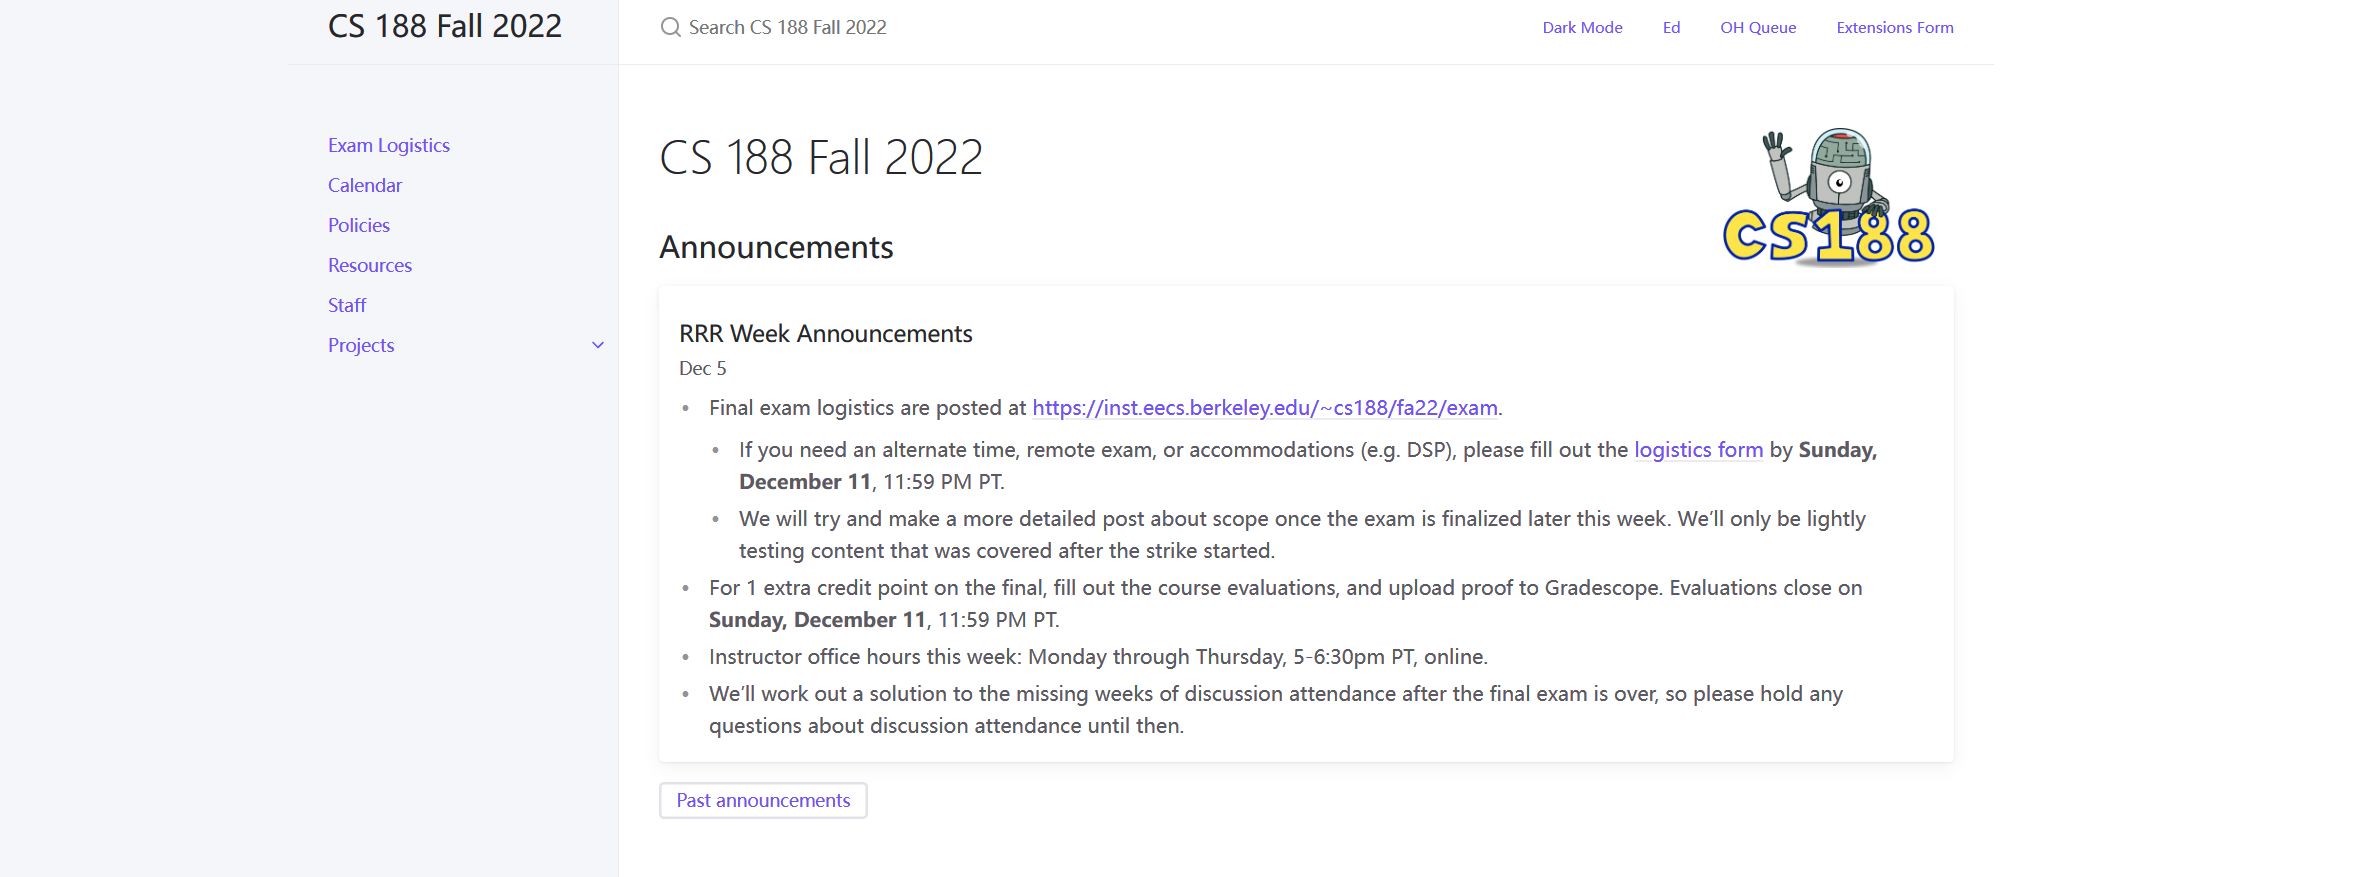 CS 188 Fall 2022
Search CS 188 Fall 2022
Dark Mode
Ed
OH Queue
Extensions Form
Exam Logistics
Calendar
Policies
Resources
Staff
Projects
CS 188 Fall 2022
CS188
Announcements
RRR Week Announcements
Dec 5
• Final exam logistics are posted at https://inst.eecs.berkeley.edu/~cs188/fa22/exam.
• If you need an alternate time, remote exam, or accommodations (e.g. DSP), please fill out the logistics form by Sunday,
December 11, 11:59 PM PT.
• We will try and make a more detailed post about scope once the exam is finalized later this week. We’ll only be lightly
testing content that was covered after the strike started.
• For 1 extra credit point on the final, fill out the course evaluations, and upload proof to Gradescope. Evaluations close on
Sunday, December 11, 11:59 PM PT.
• Instructor office hours this week: Monday through Thursday, 5-6:30pm PT, online.
• We’ll work out a solution to the missing weeks of discussion attendance after the final exam is over, so please hold any
questions about discussion attendance until then.
Past announcements